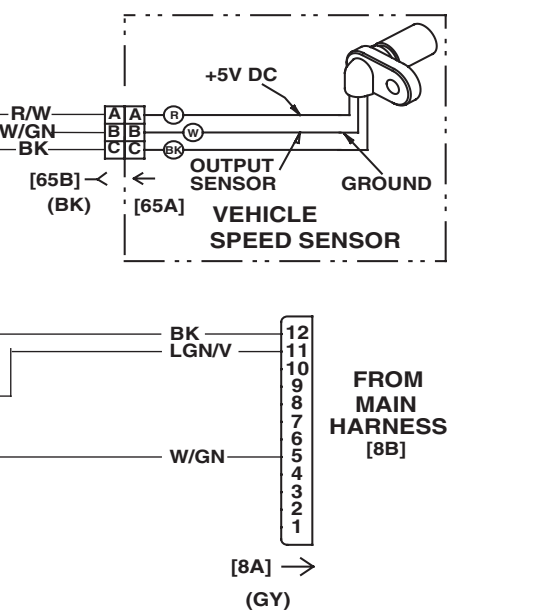 +5V DC
R/W A A R
W/GN B B W
BK C C BK
OUTPUT
SENSOR
GROUND
[65B]
(BK)
[65A]
VEHICLE
SPEED SENSOR
BK 12
LGN/V 11
10
9
8
7
6
W/GN 5
4
3
2
1
FROM
MAIN
HARNESS
[8B]
[8A]
(GY)